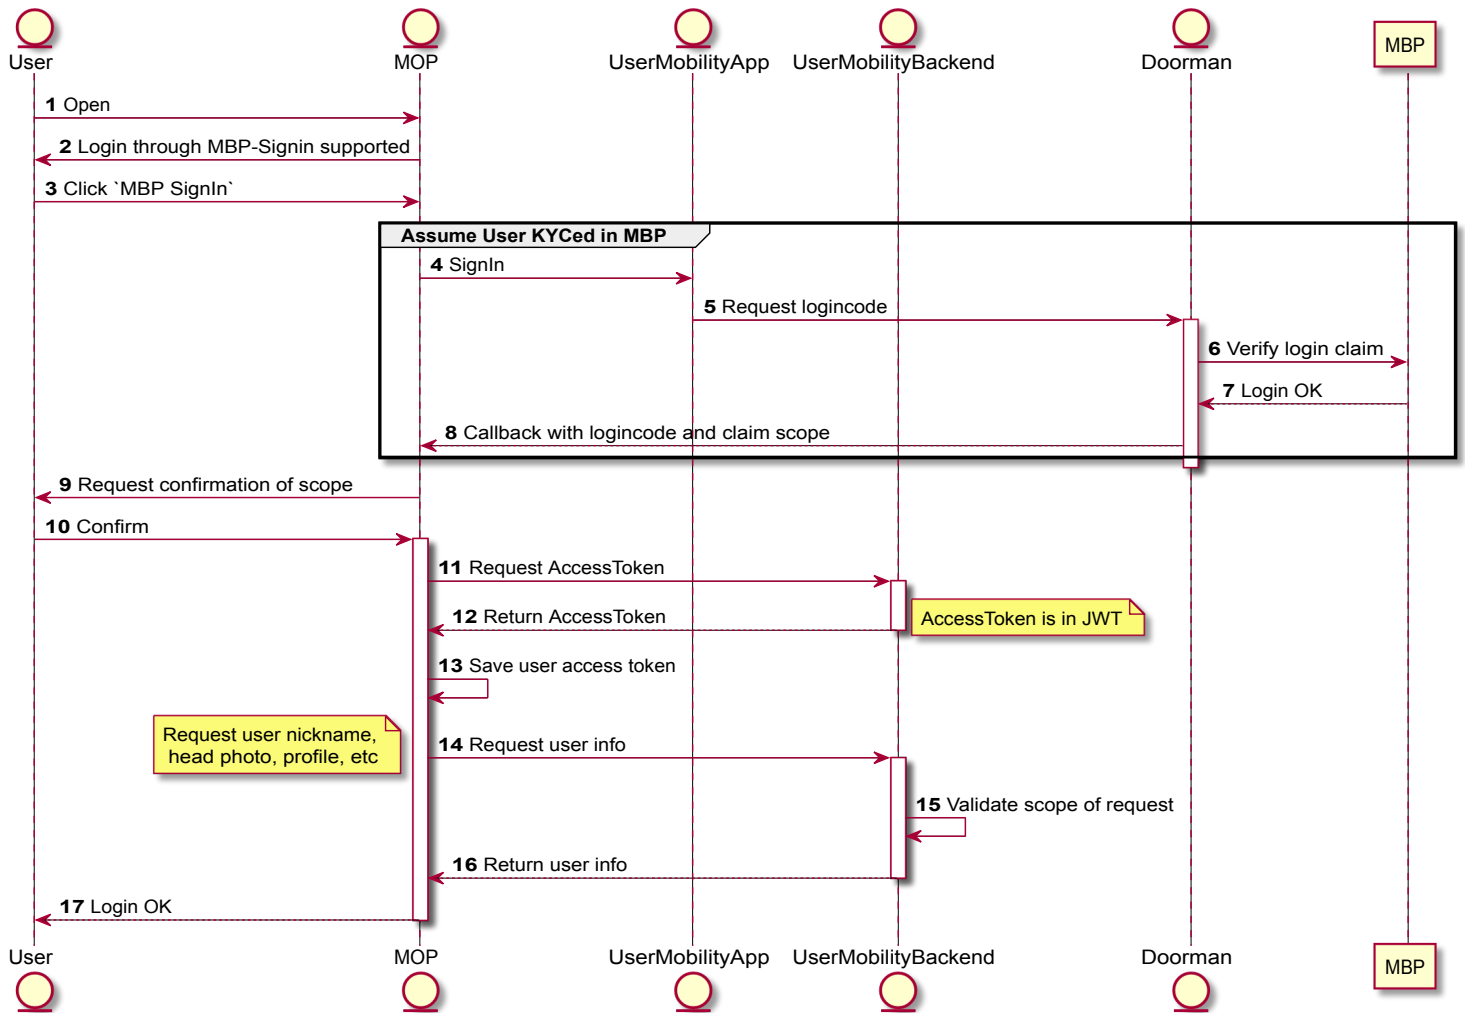 User
MOP
UserMobilityApp
UserMobilityBackend
Doorman
MBP
1 Open
2 Login through MBP-Signin supported
3 Click `MBP SignIn`
Assume User KYCed in MBP
4 SignIn
5 Request logincode
6 Verify login claim
7 Login OK
8 Callback with logincode and claim scope
9 Request confirmation of scope
10 Confirm
11 Request AccessToken
12 Return AccessToken
AccessToken is in JWT
13 Save user access token
Request user nickname,
head photo, profile, etc
14 Request user info
15 Validate scope of request
16 Return user info
17 Login OK
User
MOP
UserMobilityApp
UserMobilityBackend
Doorman
MBP